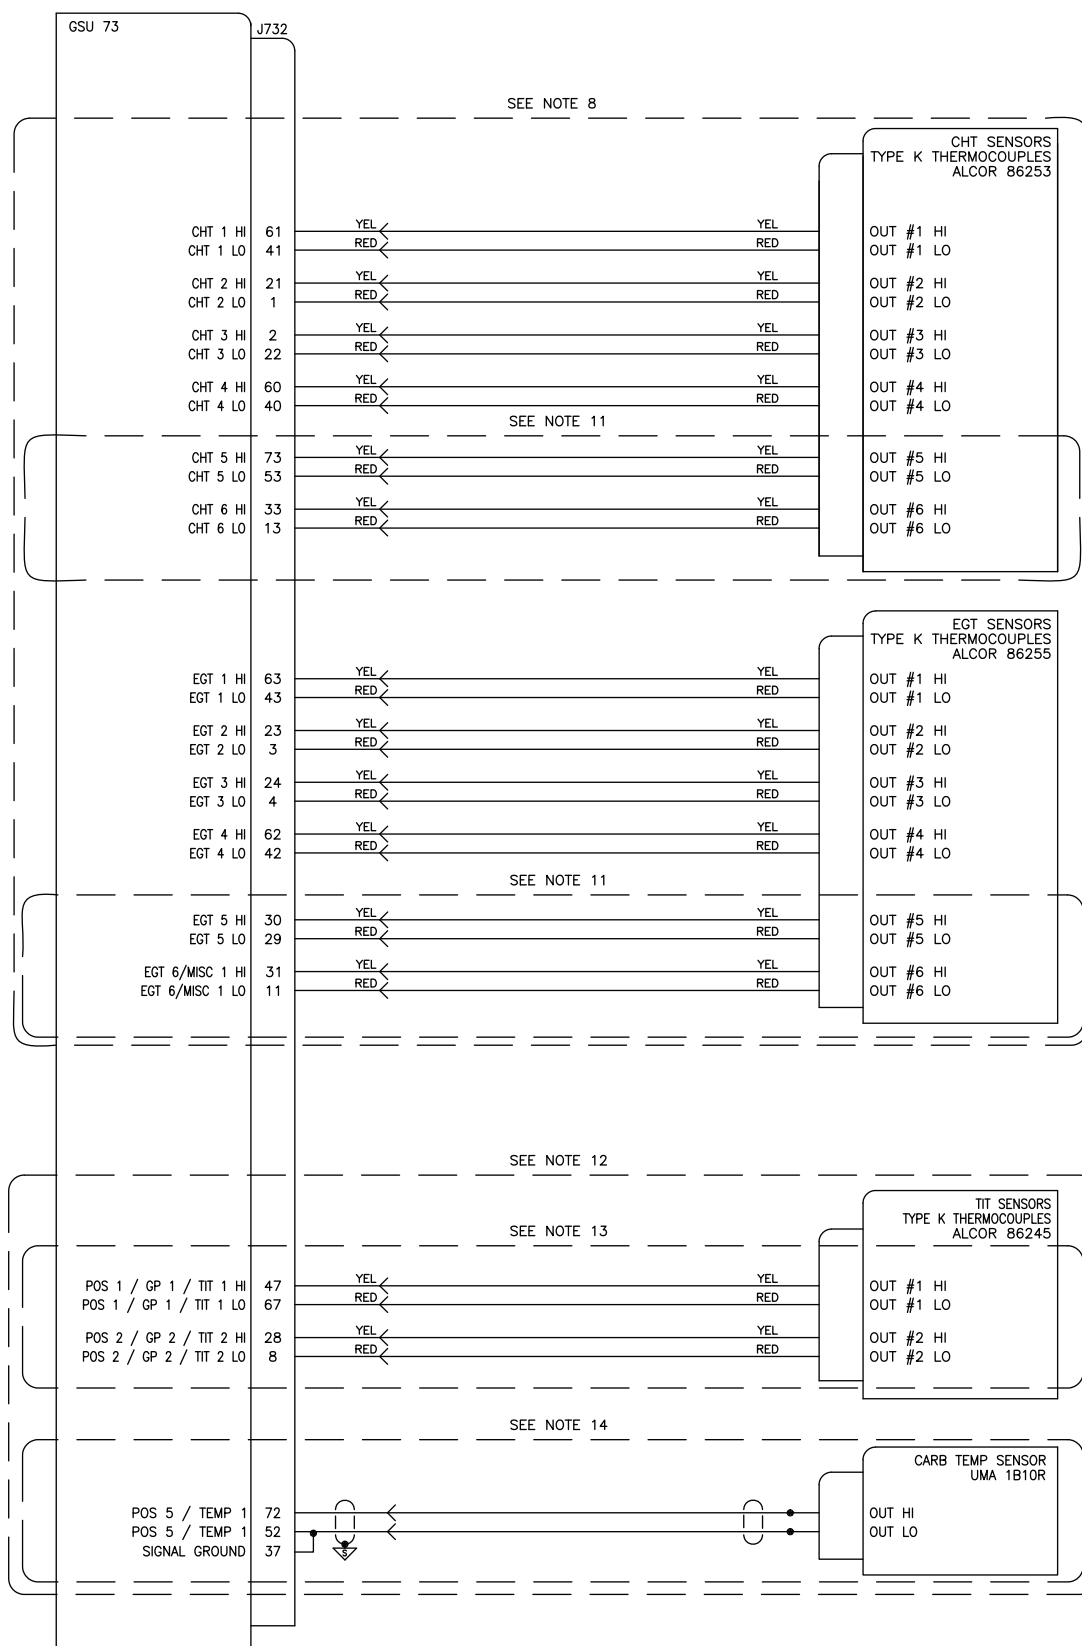 GSU 73
J732
SEE NOTE 8
CHT SENSORS
TYPE K THERMOCOUPLES
ALCOR 86253
CHT 1 HI 61 YEL YEL OUT #1 HI
CHT 1 LO 41 RED RED OUT #1 LO
CHT 2 HI 21 YEL YEL OUT #2 HI
CHT 2 LO 1 RED RED OUT #2 LO
CHT 3 HI 2 YEL YEL OUT #3 HI
CHT 3 LO 22 RED RED OUT #3 LO
CHT 4 HI 60 YEL YEL OUT #4 HI
CHT 4 LO 40 RED RED OUT #4 LO
SEE NOTE 11
CHT 5 HI 73 YEL YEL OUT #5 HI
CHT 5 LO 53 RED RED OUT #5 LO
CHT 6 HI 33 YEL YEL OUT #6 HI
CHT 6 LO 13 RED RED OUT #6 LO
EGT SENSORS
TYPE K THERMOCOUPLES
ALCOR 86255
EGT 1 HI 63 YEL YEL OUT #1 HI
EGT 1 LO 43 RED RED OUT #1 LO
EGT 2 HI 23 YEL YEL OUT #2 HI
EGT 2 LO 3 RED RED OUT #2 LO
EGT 3 HI 24 YEL YEL OUT #3 HI
EGT 3 LO 4 RED RED OUT #3 LO
EGT 4 HI 62 YEL YEL OUT #4 HI
EGT 4 LO 42 RED RED OUT #4 LO
SEE NOTE 11
EGT 5 HI 30 YEL YEL OUT #5 HI
EGT 5 LO 29 RED RED OUT #5 LO
EGT 6/MISC 1 HI 31 YEL YEL OUT #6 HI
EGT 6/MISC 1 LO 11 RED RED OUT #6 LO
SEE NOTE 12
TIT SENSORS
TYPE K THERMOCOUPLES
ALCOR 86245
SEE NOTE 13
POS 1 / GP 1 / TIT 1 HI 47 YEL YEL OUT #1 HI
POS 1 / GP 1 / TIT 1 LO 67 RED RED OUT #1 LO
POS 2 / GP 2 / TIT 2 HI 28 YEL YEL OUT #2 HI
POS 2 / GP 2 / TIT 2 LO 8 RED RED OUT #2 LO
SEE NOTE 14
CARB TEMP SENSOR
UMA 1B10R
POS 5 / TEMP 1 72 OUT HI
POS 5 / TEMP 1 52 OUT LO
SIGNAL GROUND 37 S